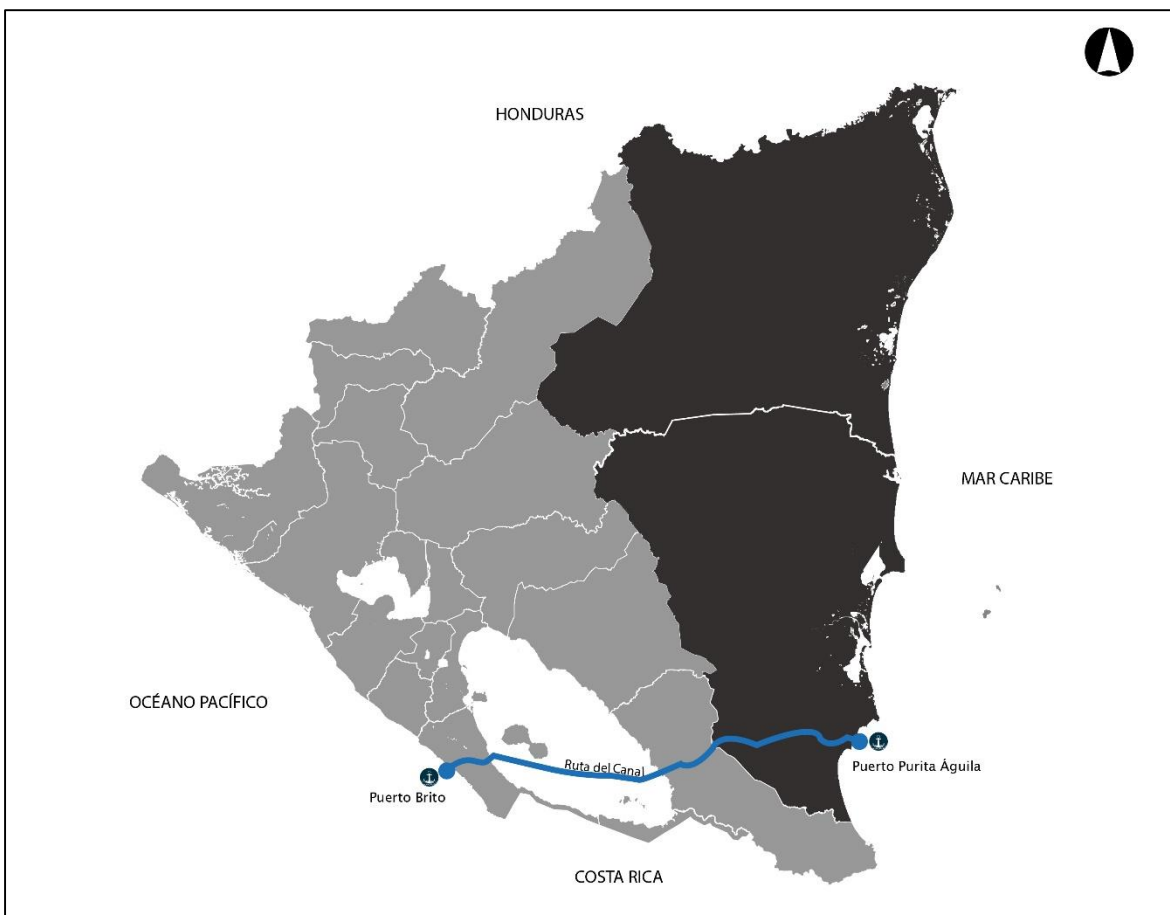 HONDURAS
MAR CARIBE
OCÉANO PACÍFICO
Ruta del Canal
Puerto Purita Águila
Puerto Brito
COSTA RICA